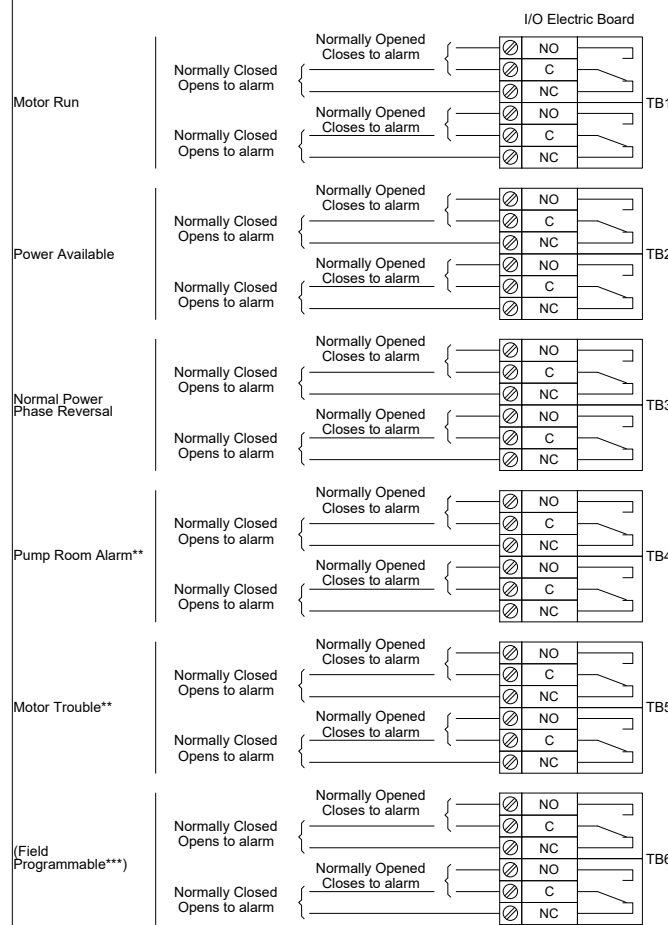 I/O Electric Board
Motor Run
Normally Opened
Closes to alarm
NO
Normally Closed
Opens to alarm
C
NC
TB1
Normally Opened
Closes to alarm
NO
Normally Closed
Opens to alarm
C
NC
Power Available
Normally Opened
Closes to alarm
NO
Normally Closed
Opens to alarm
C
NC
TB2
Normally Opened
Closes to alarm
NO
Normally Closed
Opens to alarm
C
NC
Normal Power
Phase Reversal
Normally Opened
Closes to alarm
NO
Normally Closed
Opens to alarm
C
NC
TB3
Normally Opened
Closes to alarm
NO
Normally Closed
Opens to alarm
C
NC
Pump Room Alarm**
Normally Opened
Closes to alarm
NO
Normally Closed
Opens to alarm
C
NC
TB4
Normally Opened
Closes to alarm
NO
Normally Closed
Opens to alarm
C
NC
Motor Trouble**
Normally Opened
Closes to alarm
NO
Normally Closed
Opens to alarm
C
NC
TB5
Normally Opened
Closes to alarm
NO
Normally Closed
Opens to alarm
C
NC
(Field
Programmable***)
Normally Opened
Closes to alarm
NO
Normally Closed
Opens to alarm
C
NC
TB6
Normally Opened
Closes to alarm
NO
Normally Closed
Opens to alarm
C
NC